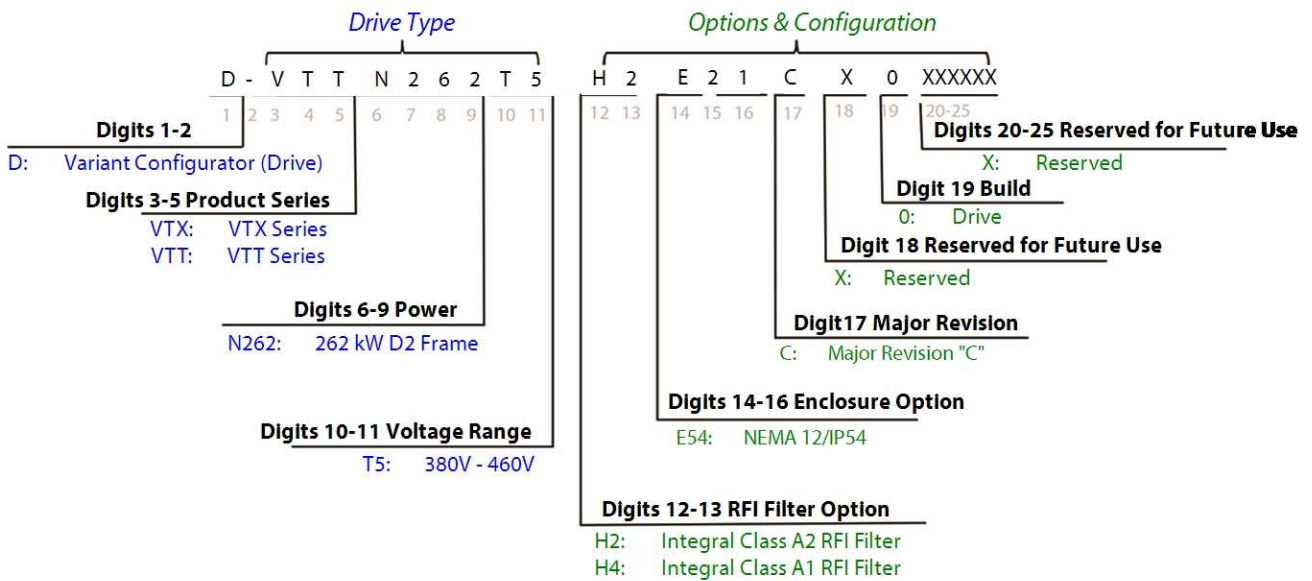 Drive Type
Options & Configuration
D - V T T N 2 6 2 T 5 H 2 E 2 1 C X 0 XXXXXX
1 2 3 4 5 6 7 8 9 10 11 12 13 14 15 16 17 18 19 20-25
Digits 1-2
D: Variant Configurator (Drive)
Digits 3-5 Product Series
VTX: VTX Series
VTT: VTT Series
Digits 6-9 Power
N262: 262 kW D2 Frame
Digits 10-11 Voltage Range
T5: 380V - 460V
Digits 20-25 Reserved for Future Use
X: Reserved
Digit 19 Build
0: Drive
Digit 18 Reserved for Future Use
X: Reserved
Digit17 Major Revision
C: Major Revision "C"
Digits 14-16 Enclosure Option
E54: NEMA 12/IP54
Digits 12-13 RFI Filter Option
H2: Integral Class A2 RFI Filter
H4: Integral Class A1 RFI Filter